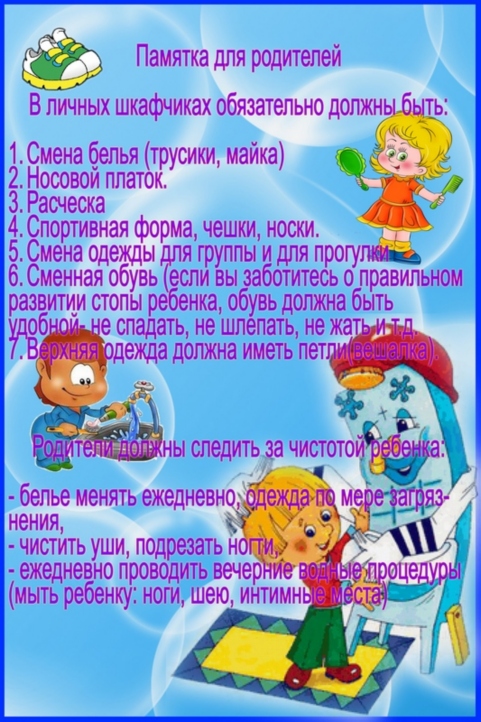 Памятка для родителей
В личных шкафчиках обязательно должны быть:
1. Смена белья (трусики, майка)
2. Носовой платок.
3. Расческа
4. Спортивная форма, чешки, носки.
5. Смена одежды для группы и для прогулки
6. Сменная обувь (если вы заботитесь о правильном
развитии стопы ребенка, обувь должна быть
удобной- не спадать, не шлепать, не жать и т.д.
7. Верхняя одежда должна иметь петли(вешалка).
Родители должны следить за чистотой ребенка:
- белье менять ежедневно, одежда по мере загряз-
нения,
- чистить уши, подрезать ногти,
- ежедневно проводить вечерние водные процедуры
(мыть ребенку: ноги, шею, интимные места)